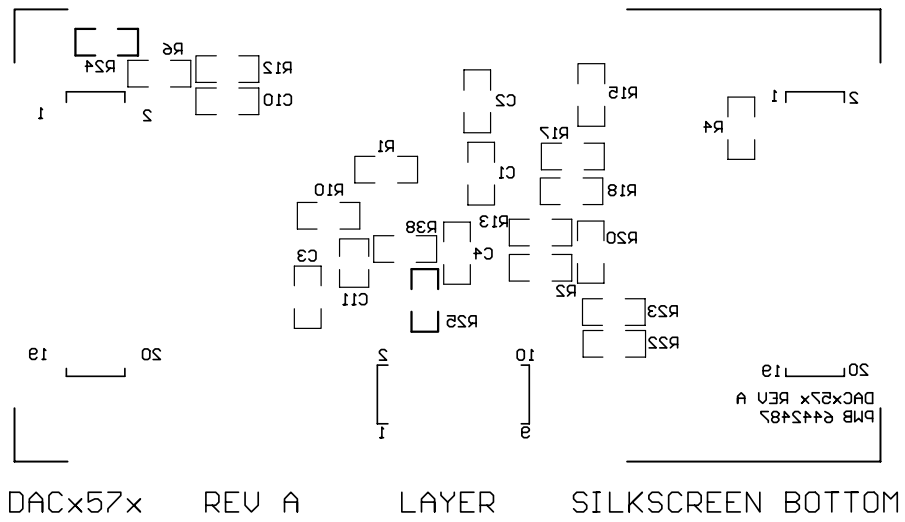 R24
R6
R12
C10
1
2
C2
R15
R4
1
2
R1
C1
R17
R18
R10
R38
R13
R20
C3
C11
C4
R2
R25
R23
R22
19
20
2
10
1
9
19
20
DACx57x REV A
PWB 6442487
DACx57x REV A LAYER SILKSCREEN BOTTOM